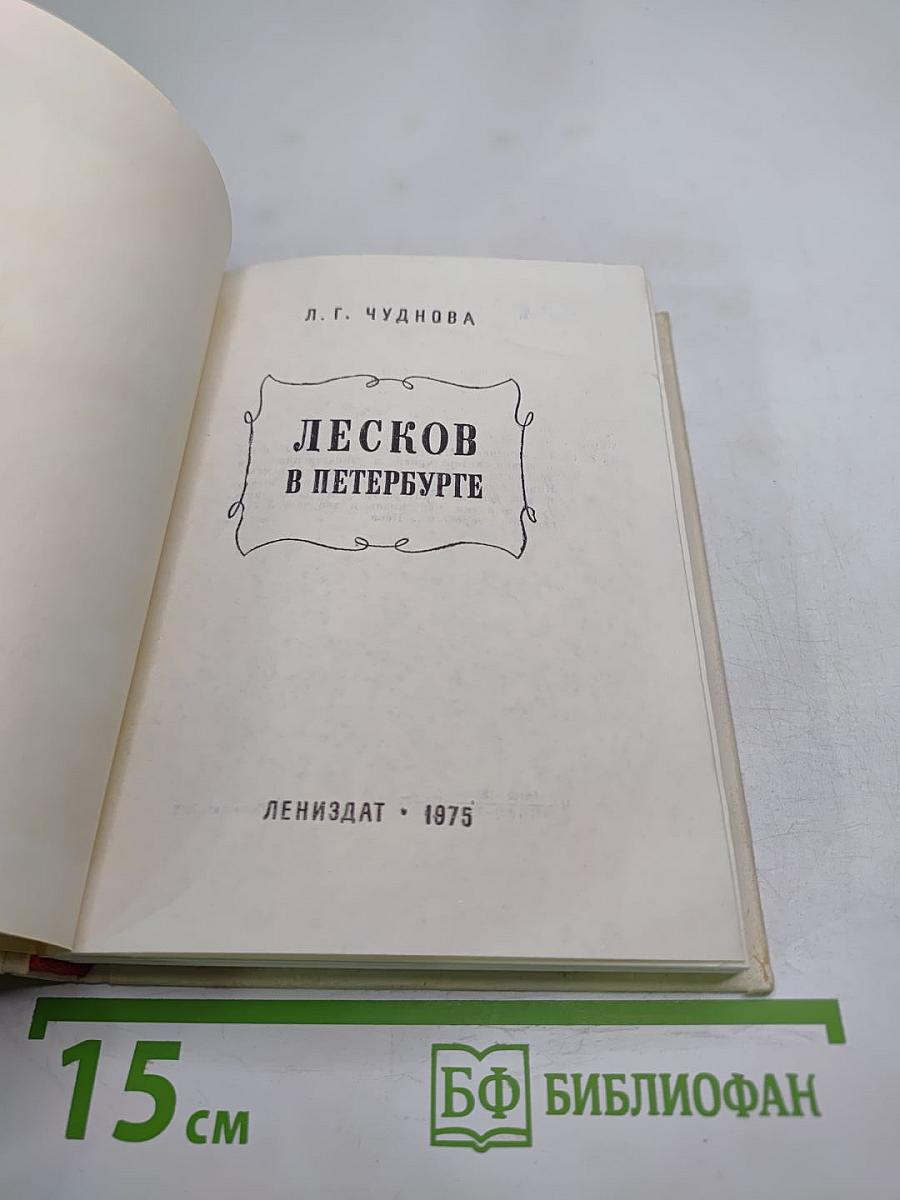 Л. Г. ЧУДНОВА
ЛЕСКОВ
В ПЕТЕРБУРГЕ
ЛЕНИЗДАТ • 1975
15 см
БФ БИБЛИОФАН